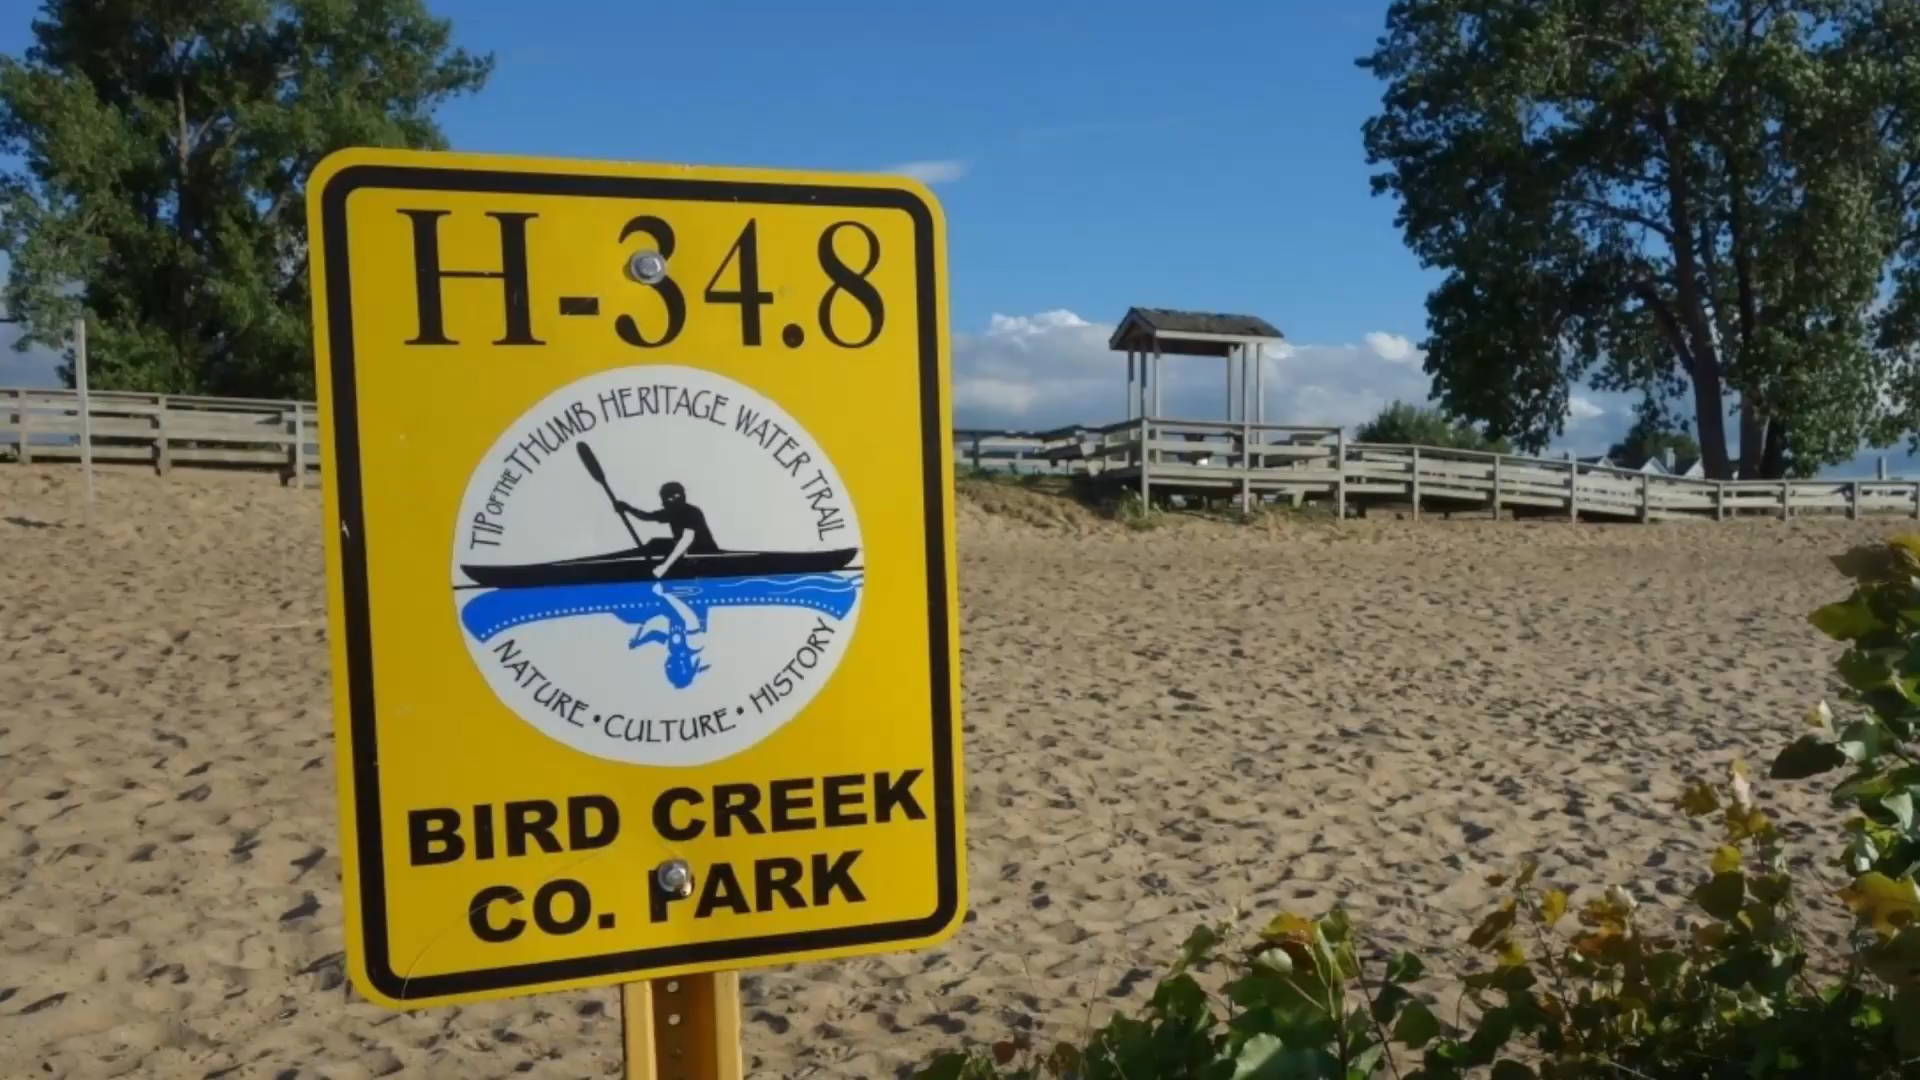 H-34.8
TIP OF THE THUMB HERITAGE WATER TRAIL
NATURE • CULTURE • HISTORY
BIRD CREEK
CO. PARK